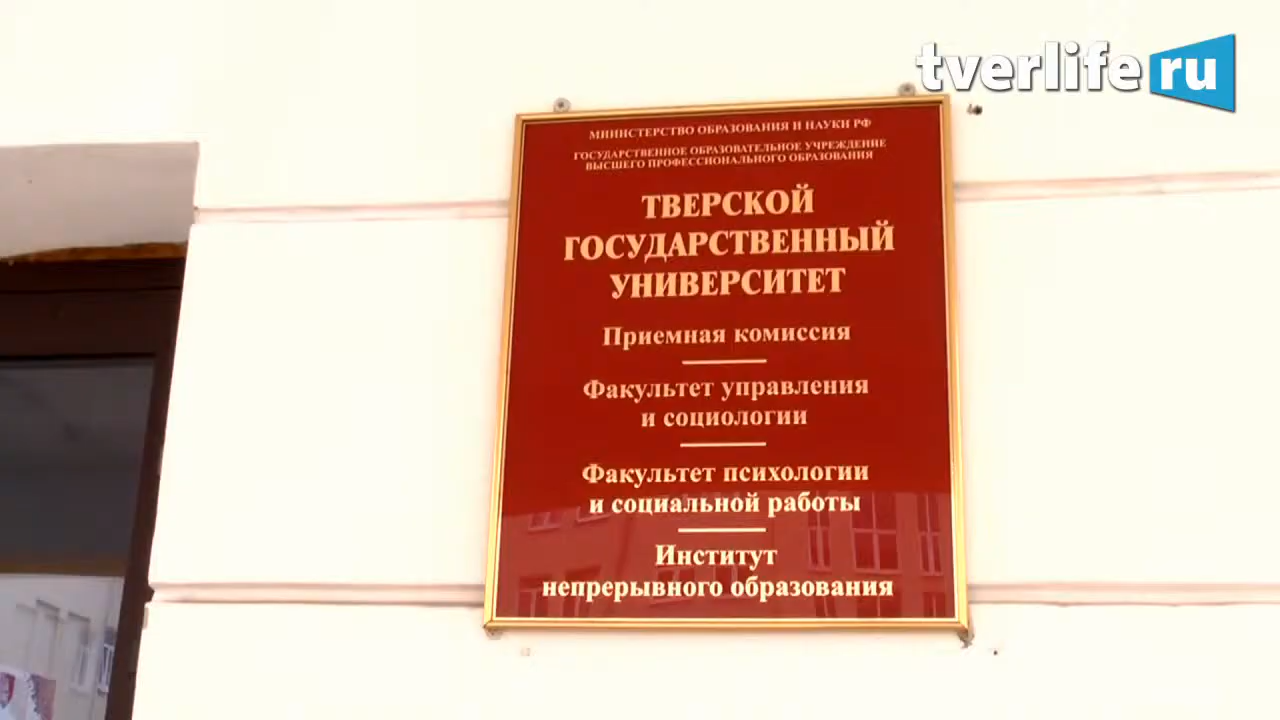 tverlife ru
МИНИСТЕРСТВО ОБРАЗОВАНИЯ И НАУКИ РФ
ГОСУДАРСТВЕННОЕ ОБРАЗОВАТЕЛЬНОЕ УЧРЕЖДЕНИЕ
ВЫСШЕГО ПРОФЕССИОНАЛЬНОГО ОБРАЗОВАНИЯ
ТВЕРСКОЙ
ГОСУДАРСТВЕННЫЙ
УНИВЕРСИТЕТ
Приемная комиссия
Факультет управления
и социологии
Факультет психологии
и социальной работы
Институт
непрерывного образования